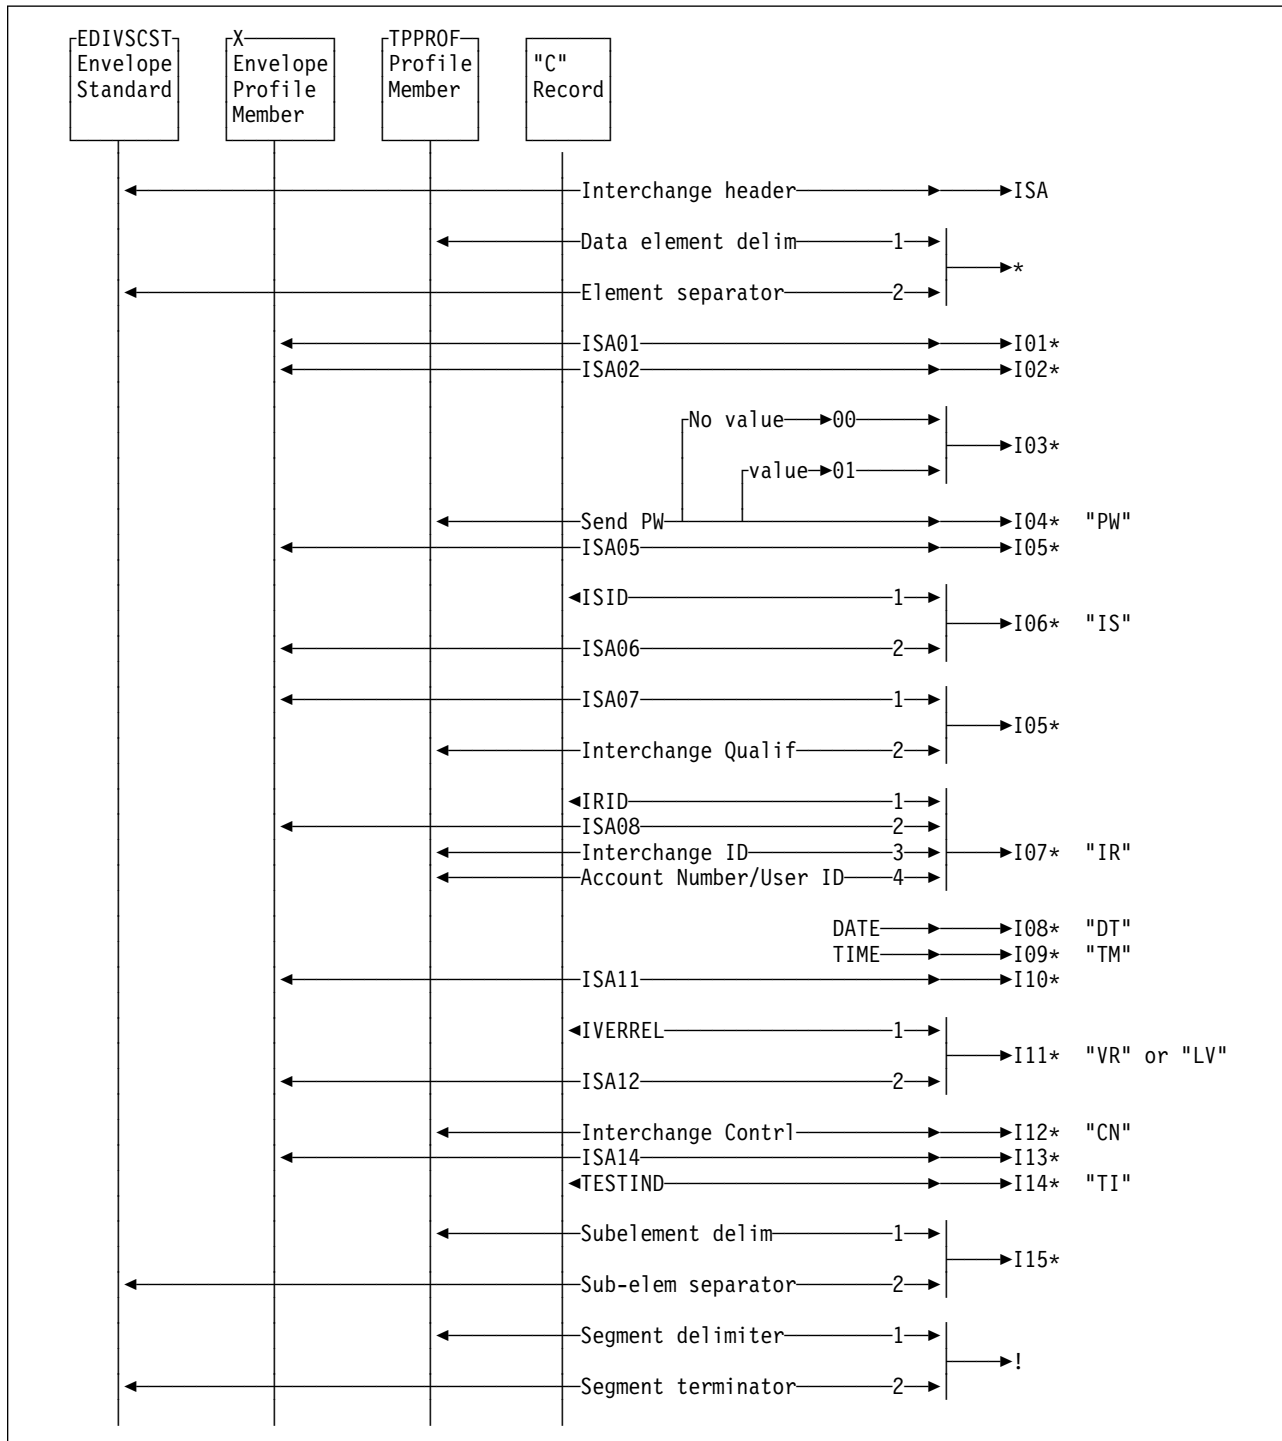 EDIVSCST X TPPROF
Envelope Envelope Profile "C"
Standard Profile Member Record
Member
Interchange header ISA
Data element delim 1
*
Element separator 2
ISA01 I01*
ISA02 I02*
No value 00
I03*
value 01
Send PW I04* "PW"
ISA05 I05*
ISID 1
I06* "IS"
ISA06 2
ISA07 1
I05*
Interchange Qualif 2
IRID 1
ISA08 2
Interchange ID 3 I07* "IR"
Account Number/User ID 4
DATE I08* "DT"
TIME I09* "TM"
ISA11 I10*
IVERREL 1
I11* "VR" or "LV"
ISA12 2
Interchange Contrl I12* "CN"
ISA14 I13*
TESTIND I14* "TI"
Subelement delim 1
I15*
Sub-elem separator 2
Segment delimiter 1
!
Segment terminator 2